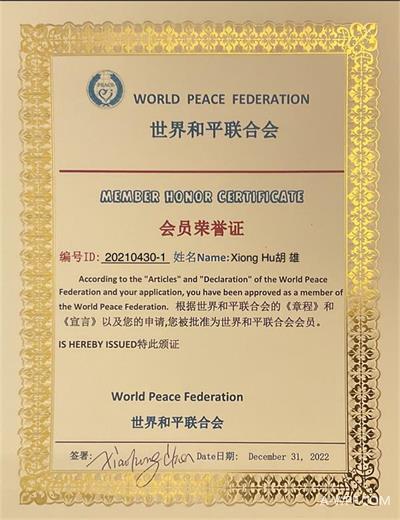 PEACE
WORLD PEACE FEDERATION
世界和平联合会
MEMBER HONOR CERTIFICATE
会员荣誉证
编号ID: 20210430-1 姓名Name: Xiong Hu胡 雄
According to the "Articles" and "Declaration" of the World Peace
Federation and your application, you have been approved as a member of
the World Peace Federation. 根据世界和平联合会的《章程》和
《宣言》以及您的申请,您被批准为世界和平联合会会员。
IS HEREBY ISSUED特此颁证
World Peace Federation
世界和平联合会
签署: Date日期: December 31, 2022